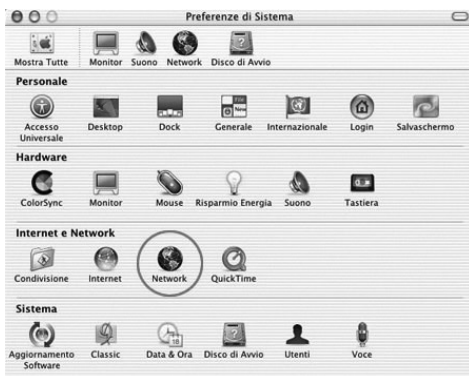 Preferenze di Sistema
Mostra Tutte Monitor Suono Network Disco di Avvio
Personale
Accesso Universale Desktop Dock Generale Internazionale Login Salvaschermo
Hardware
ColorSync Monitor Mouse Risparmio Energia Suono Tastiera
Internet e Network
Condivisione Internet Network QuickTime
Sistema
Aggiornamento Software Classic Data & Ora Disco di Avvio Utenti Voce